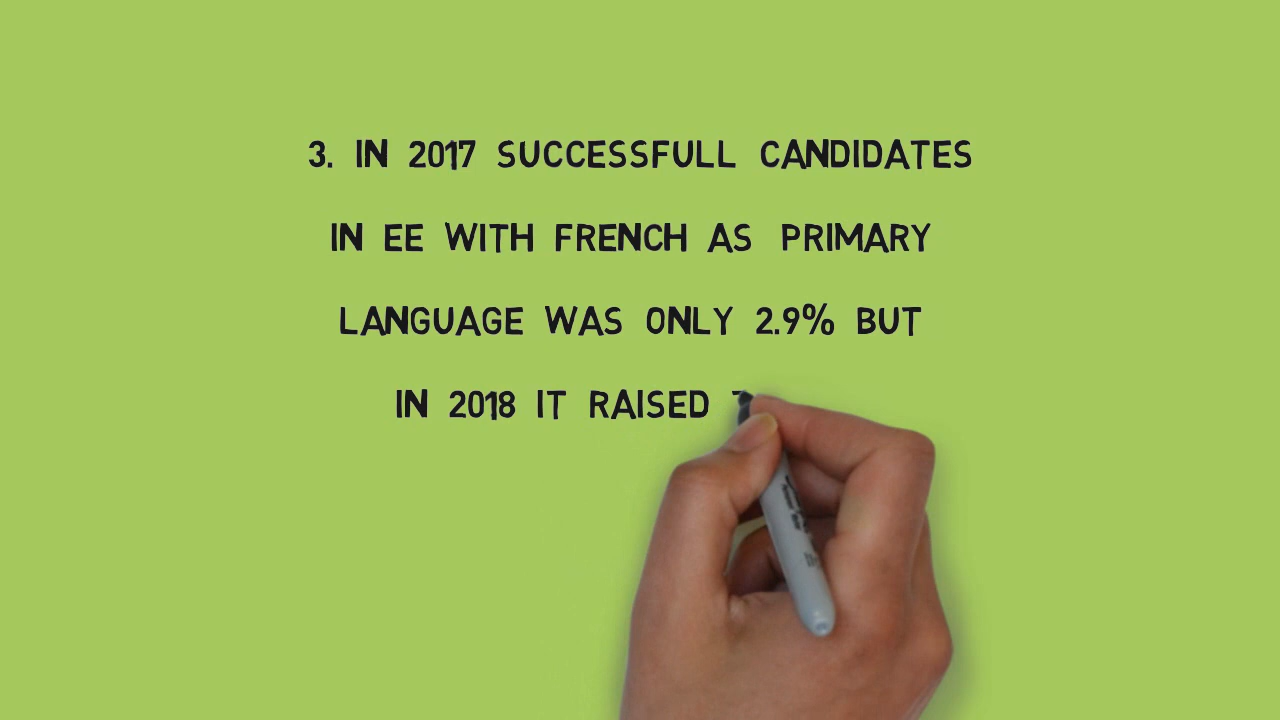 3. IN 2017 SUCCESSFULL CANDIDATES
IN EE WITH FRENCH AS PRIMARY
LANGUAGE WAS ONLY 2.9% BUT
IN 2018 IT RAISED